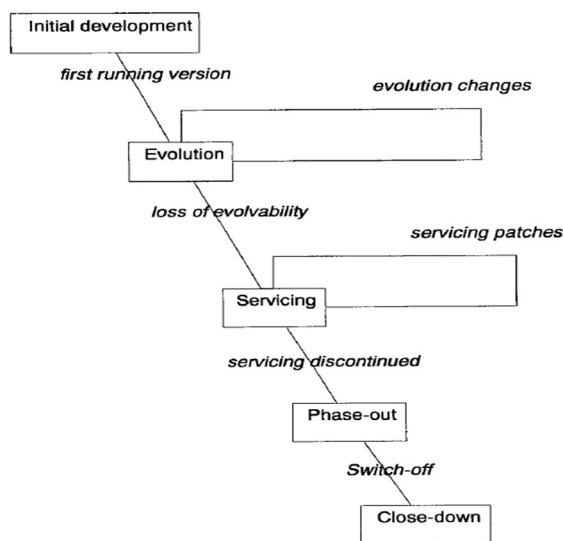 Initial development
first running version
evolution changes
Evolution
loss of evolvability
servicing patches
Servicing
servicing discontinued
Phase-out
Switch-off
Close-down